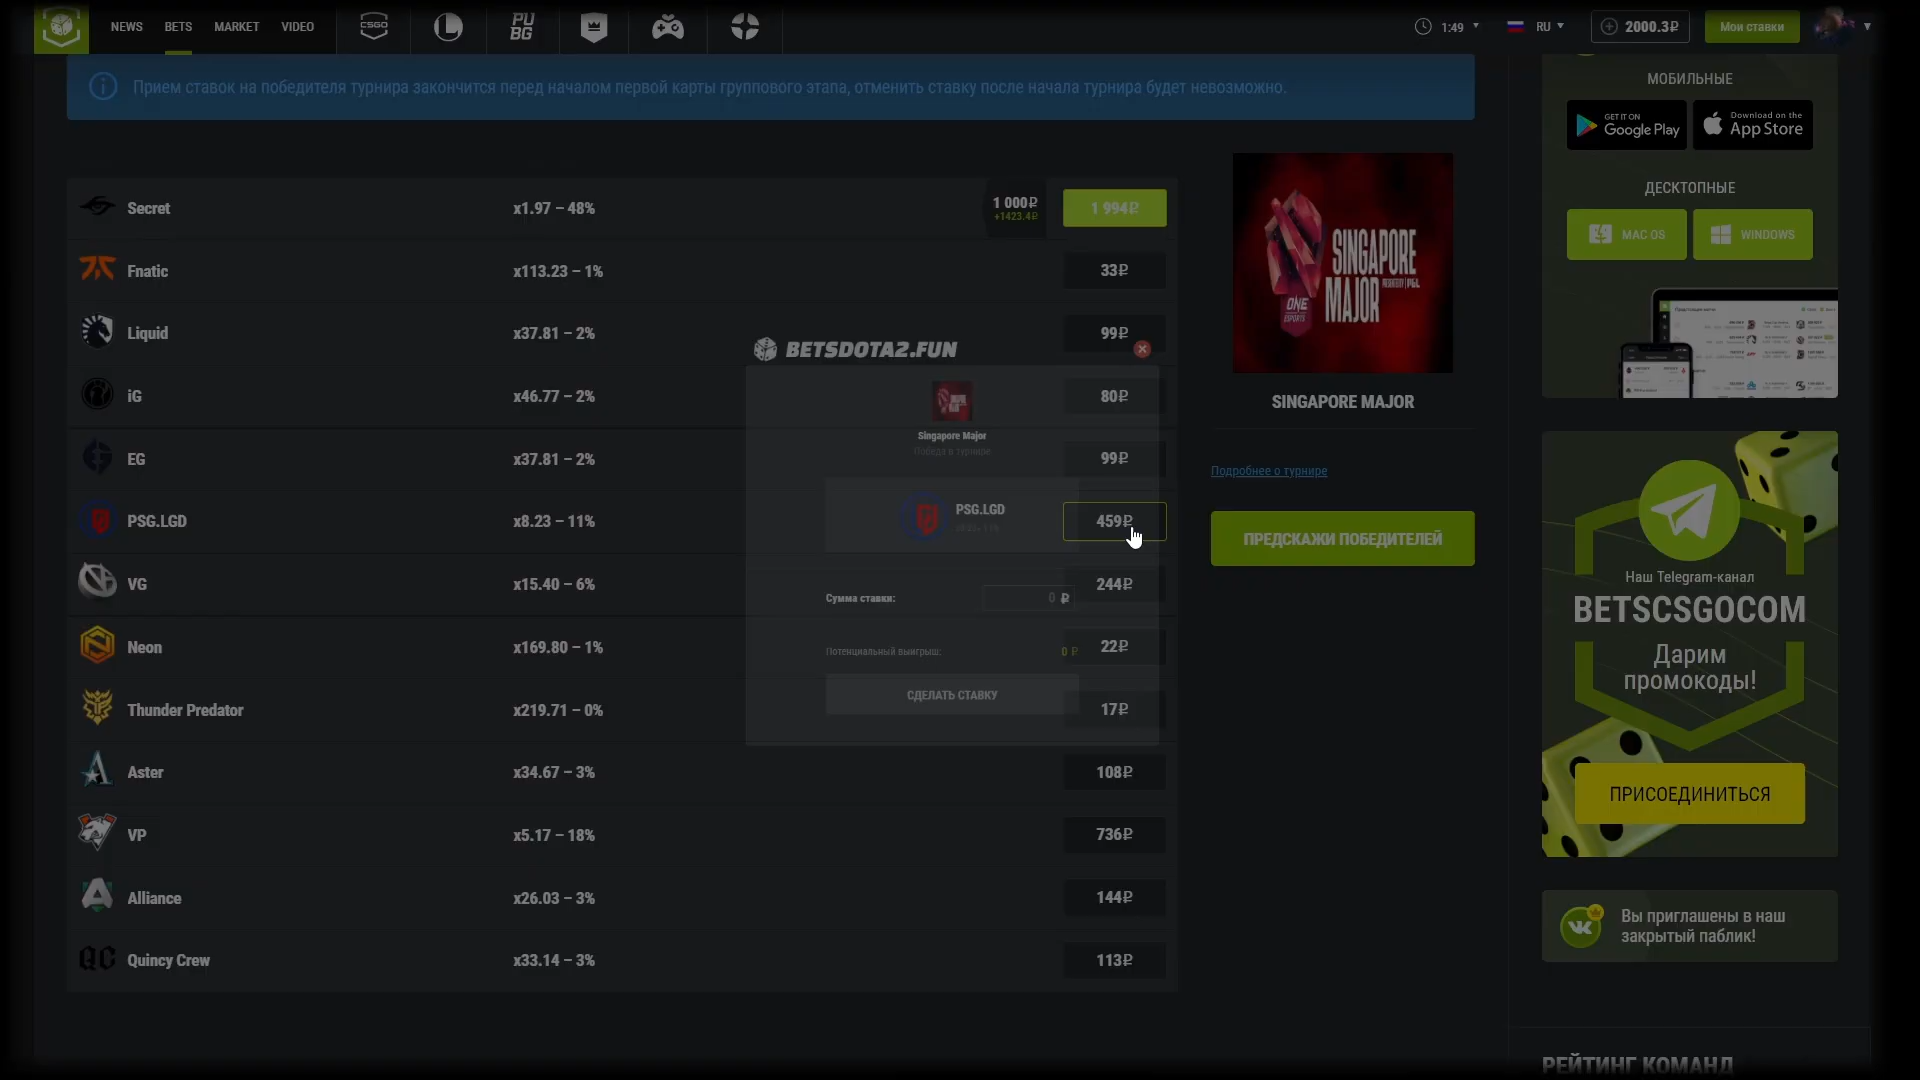 NEWS BETS MARKET VIDEO CSGO PUBG 1:49 RU 2000.3₽ Мои ставки
Прием ставок на победителя турнира закончится перед началом первой карты группового этапа, отменить ставку после начала турнира будет невозможно.
Secret x1.97 – 48% 1 000₽ +1423.4₽ 1 994₽
Fnatic x113.23 – 1% 33₽
Liquid x37.81 – 2% 99₽
iG x46.77 – 2% 80₽
EG x37.81 – 2% 99₽
PSG.LGD x8.23 – 11% 459₽
VG x15.40 – 6% 244₽
Neon x169.80 – 1% 22₽
Thunder Predator x219.71 – 0% 17₽
Aster x34.67 – 3% 108₽
VP x5.17 – 18% 736₽
Alliance x26.03 – 3% 144₽
Quincy Crew x33.14 – 3% 113₽
BETSDOTA2.FUN
Singapore Major
Победа в турнире
PSG.LGD
x8.23 - 11%
Сумма ставки: 0 ₽
Потенциальный выигрыш: 0 ₽
СДЕЛАТЬ СТАВКУ
SINGAPORE
MAJOR
ONE
ESPORTS
SINGAPORE MAJOR
Подробнее о турнире
ПРЕДСКАЖИ ПОБЕДИТЕЛЕЙ
МОБИЛЬНЫЕ
GET IT ON
Google Play
Download on the
App Store
ДЕСКТОПНЫЕ
MAC OS
WINDOWS
Наш Telegram-канал
BETSCSGOCOM
Дарим
промокоды!
ПРИСОЕДИНИТЬСЯ
Вы приглашены в наш
закрытый паблик!
РЕЙТИНГ КОМАНД